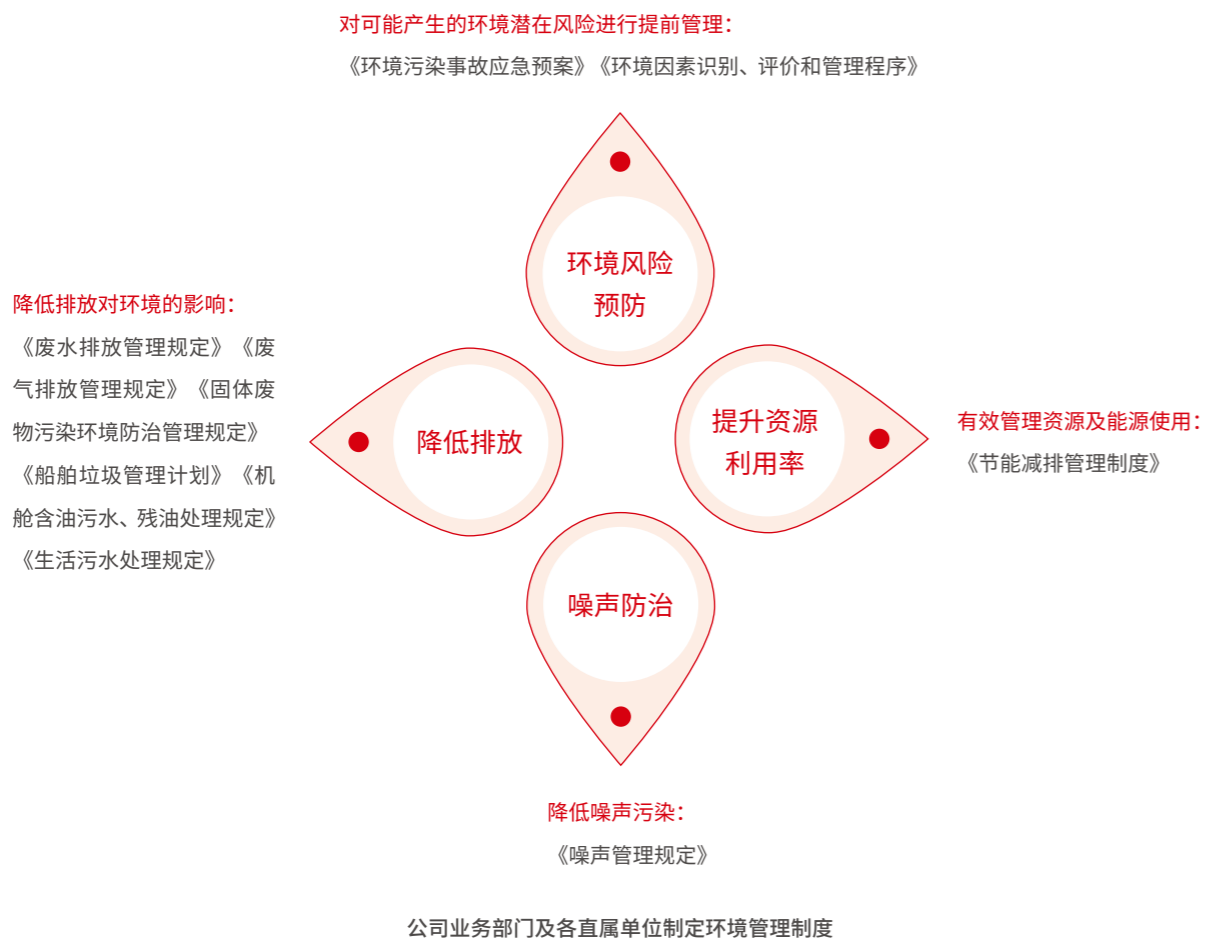 对可能产生的环境潜在风险进行提前管理：
《环境污染事故应急预案》《环境因素识别、评价和管理程序》
环境风险
预防
降低排放对环境的影响：
《废水排放管理规定》《废
气排放管理规定》《固体废
物污染环境防治管理规定》
《船舶垃圾管理计划》《机
舱含油污水、残油处理规定》
《生活污水处理规定》
降低排放
提升资源
利用率
有效管理资源及能源使用：
《节能减排管理制度》
噪声防治
降低噪声污染：
《噪声管理规定》
公司业务部门及各直属单位制定环境管理制度